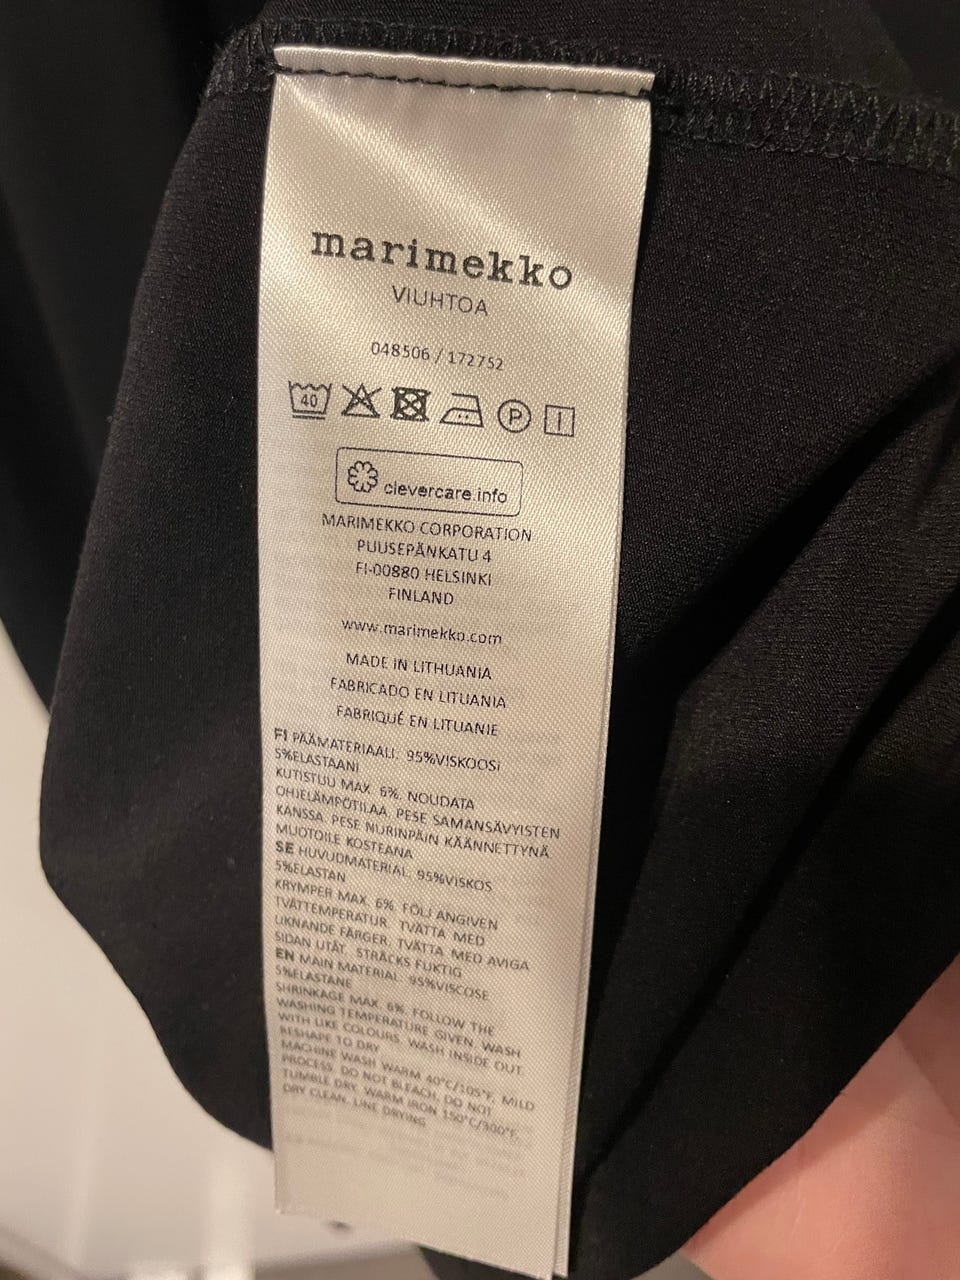 marimekko
VIUHTOA
048506 / 172752
40 P
clevercare.info
MARIMEKKO CORPORATION
PUUSEPÄNKATU 4
FI-00880 HELSINKI
FINLAND
www.marimekko.com
MADE IN LITHUANIA
FABRICADO EN LITUANIA
FABRIQUÉ EN LITUANIE
FI PÄÄMATERIAALI: 95%VISKOOSI
5%ELASTAANI
KUTISTUU MAX. 6%. NOUDATA
OHJELÄMPÖTILAA. PESE SAMANSÄVYISTEN
KANSSA. PESE NURINPÄIN KÄÄNNETTYNÄ.
MUOTOILE KOSTEANA
SE HUVUDMATERIAL: 95%VISKOS
5%ELASTAN
KRYMPER MAX. 6%. FÖLJ ANGIVEN
TVÄTTEMPERATUR. TVÄTTA MED
LIKNANDE FÄRGER. TVÄTTA MED AVIGA
SIDAN UTÅT. STRÄCKS FUKTIG
EN MAIN MATERIAL: 95%VISCOSE
5%ELASTANE
SHRINKAGE MAX. 6%. FOLLOW THE
WASHING TEMPERATURE GIVEN. WASH
WITH LIKE COLOURS. WASH INSIDE OUT.
RESHAPE TO DRY
MACHINE WASH WARM 40°C/105°F, MILD
PROCESS. DO NOT BLEACH. DO NOT
TUMBLE DRY. WARM IRON 150°C/300°F.
DRY CLEAN. LINE DRYING